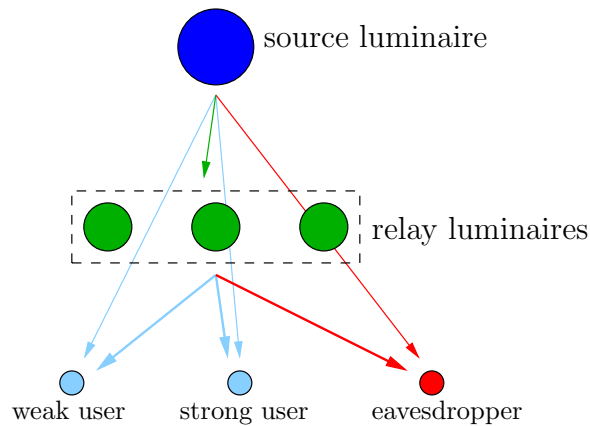 source luminaire
relay luminaires
weak user
strong user
eavesdropper